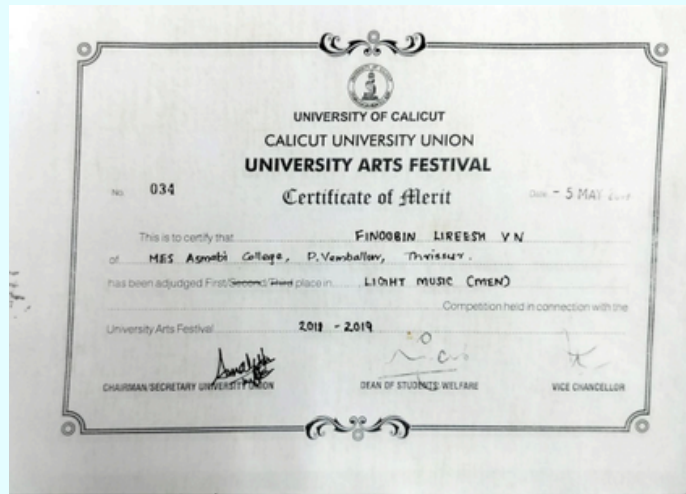 UNIVERSITY OF CALICUT
CALICUT UNIVERSITY UNION
UNIVERSITY ARTS FESTIVAL
No. 034 Certificate of Merit Date - 5 MAY
This is to certify that FINOOBIN LIREESH V N
of MES Asmabi College, P. Vemballur, Thrissur.
has been adjudged First/Second/Third place in LIGHT MUSIC (MEN)
Competition held in connection with the
University Arts Festival 2018 - 2019
CHAIRMAN/SECRETARY UNIVERSITY UNION DEAN OF STUDENTS WELFARE VICE CHANCELLOR